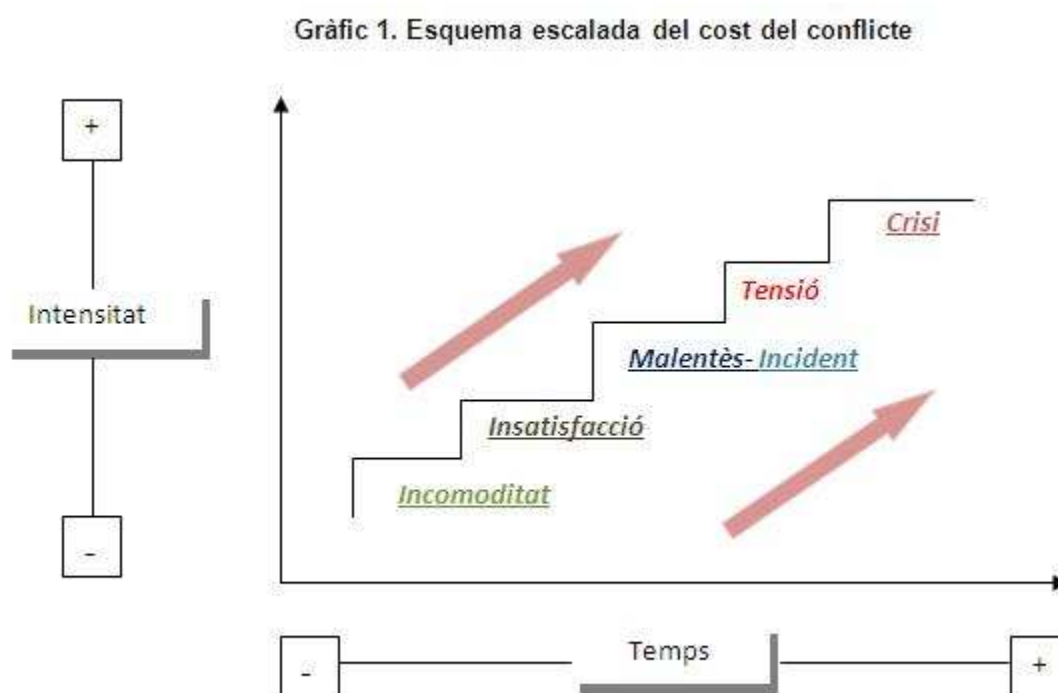 Gràfic 1. Esquema escalada del cost del conflicte
+
Crisi
Tensió
Intensitat
Malentès- Incident
Insatisfacció
Incomoditat
-
Temps
-
+